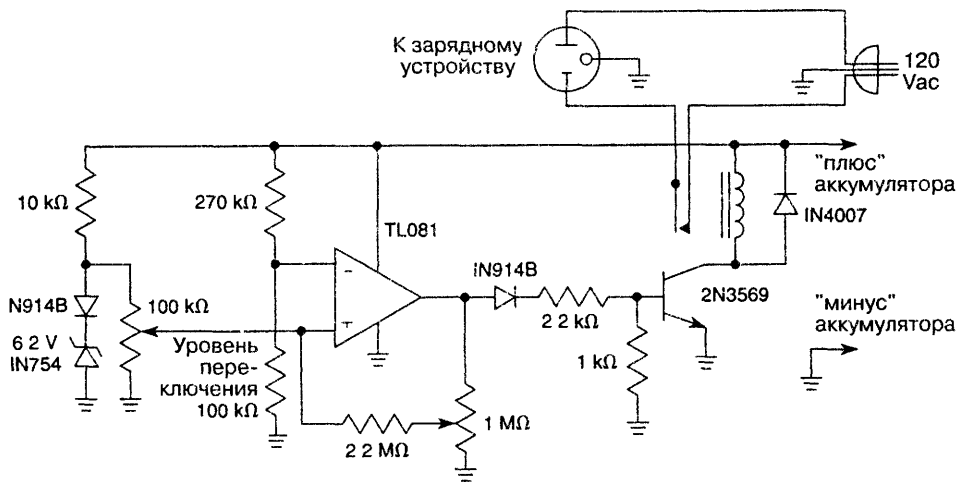 К зарядному
устройству
120
Vac
"плюс"
аккумулятора
10 kΩ
270 kΩ
TL081
IN4007
IN914B
2N3569
N914B
100 kΩ
2 2 kΩ
"минус"
аккумулятора
6 2 V
IN754
Уровень
пере-
ключения
100 kΩ
1 kΩ
2 2 MΩ
1 MΩ